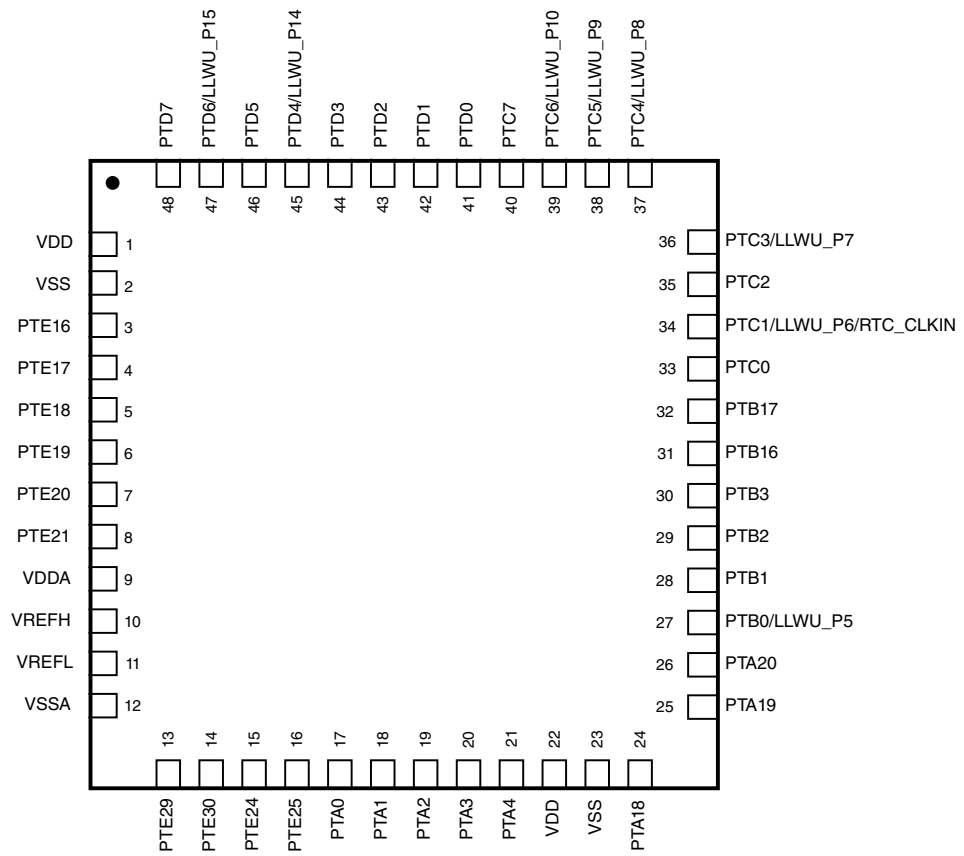 PTD7
PTD6/LLWU_P15
PTD5
PTD4/LLWU_P14
PTD3
PTD2
PTD1
PTD0
PTC7
PTC6/LLWU_P10
PTC5/LLWU_P9
PTC4/LLWU_P8
48
47
46
45
44
43
42
41
40
39
38
37
VDD 1
VSS 2
PTE16 3
PTE17 4
PTE18 5
PTE19 6
PTE20 7
PTE21 8
VDDA 9
VREFH 10
VREFL 11
VSSA 12
36 PTC3/LLWU_P7
35 PTC2
34 PTC1/LLWU_P6/RTC_CLKIN
33 PTC0
32 PTB17
31 PTB16
30 PTB3
29 PTB2
28 PTB1
27 PTB0/LLWU_P5
26 PTA20
25 PTA19
13
14
15
16
17
18
19
20
21
22
23
24
PTE29
PTE30
PTE24
PTE25
PTA0
PTA1
PTA2
PTA3
PTA4
VDD
VSS
PTA18